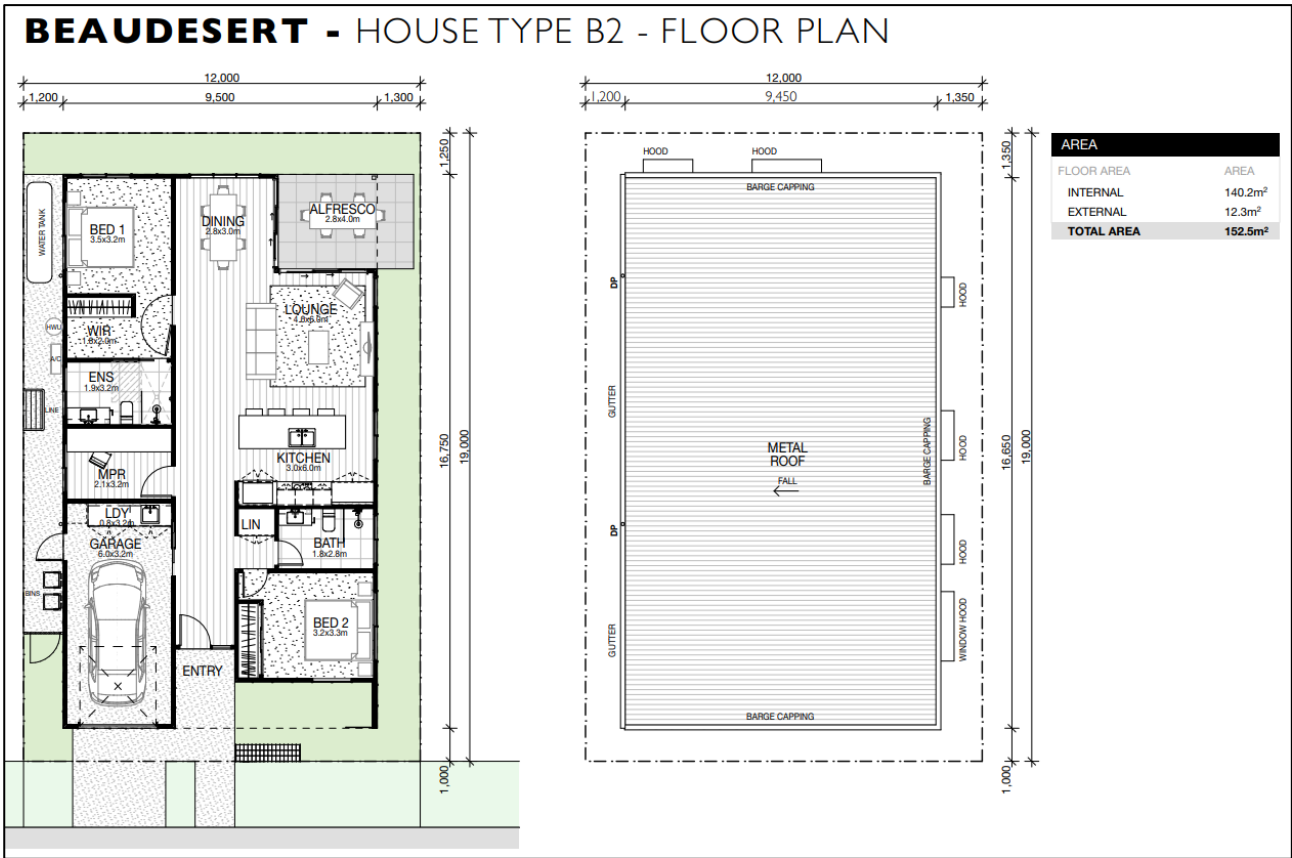 BEAUDESERT - HOUSE TYPE B2 - FLOOR PLAN
12,000
1,200 9,500 1,300
1,250
16,750
19,000
1,000
WATER TANK
BED 1
3.5x3.2m
DINING
2.8x3.0m
ALFRESCO
2.8x4.0m
HWU
WIR
A/C
LOUNGE
ENS
1.9x3.2m
LINE
MPR
2.1x3.2m
KITCHEN
3.0x6.0m
LDY
0.8x3.2m
GARAGE
6.0x3.2m
LIN
BATH
1.8x2.8m
BINS
BED 2
3.2x3.3m
ENTRY
12,000
1,200 9,450 1,350
HOOD HOOD
BARGE CAPPING
1,350
DP
HOOD
GUTTER
BARGE CAPPING
HOOD
METAL
ROOF
FALL
16,650
19,000
DP
HOOD
GUTTER
WINDOW HOOD
BARGE CAPPING
1,000
AREA
FLOOR AREA AREA
INTERNAL 140.2m²
EXTERNAL 12.3m²
TOTAL AREA 152.5m²